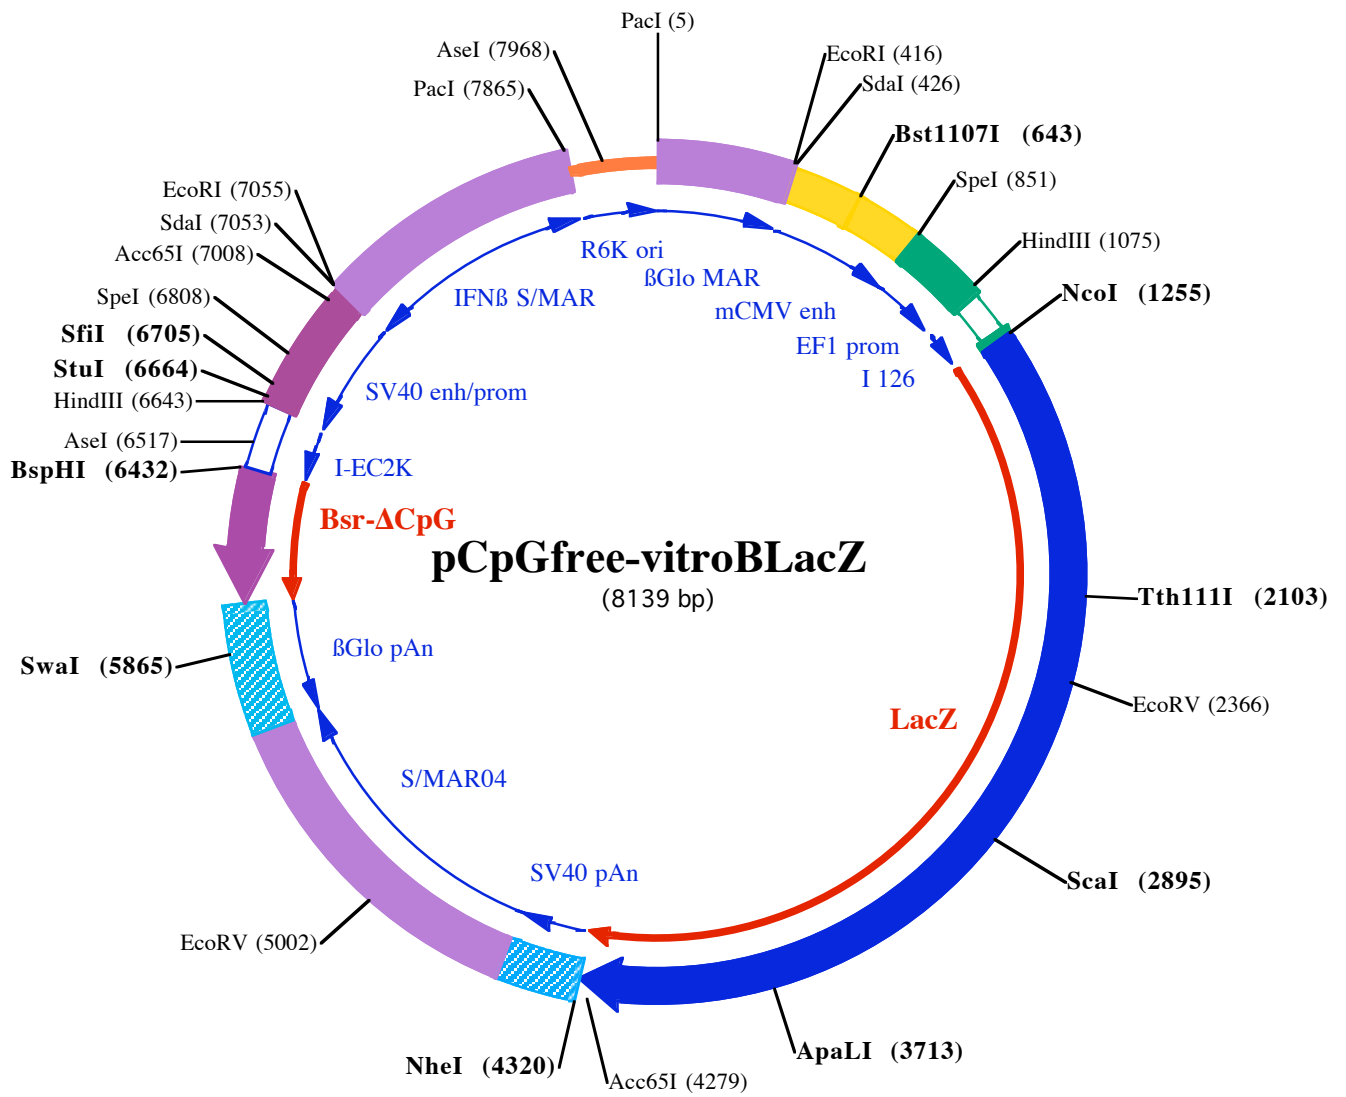 PacI (5)
AseI (7968)
EcoRI (416)
PacI (7865)
SdaI (426)
Bst1107I (643)
SpeI (851)
EcoRI (7055)
SdaI (7053)
Acc65I (7008)
HindIII (1075)
SpeI (6808)
NcoI (1255)
SfiI (6705)
StuI (6664)
HindIII (6643)
AseI (6517)
BspHI (6432)
R6K ori
ßGlo MAR
IFNß S/MAR
mCMV enh
EF1 prom
I 126
SV40 enh/prom
I-EC2K
Bsr-ΔCpG
pCpGfree-vitroBLacZ
(8139 bp)
Tth111I (2103)
ßGlo pAn
SwaI (5865)
EcoRV (2366)
LacZ
S/MAR04
SV40 pAn
ScaI (2895)
EcoRV (5002)
ApaLI (3713)
NheI (4320)
Acc65I (4279)